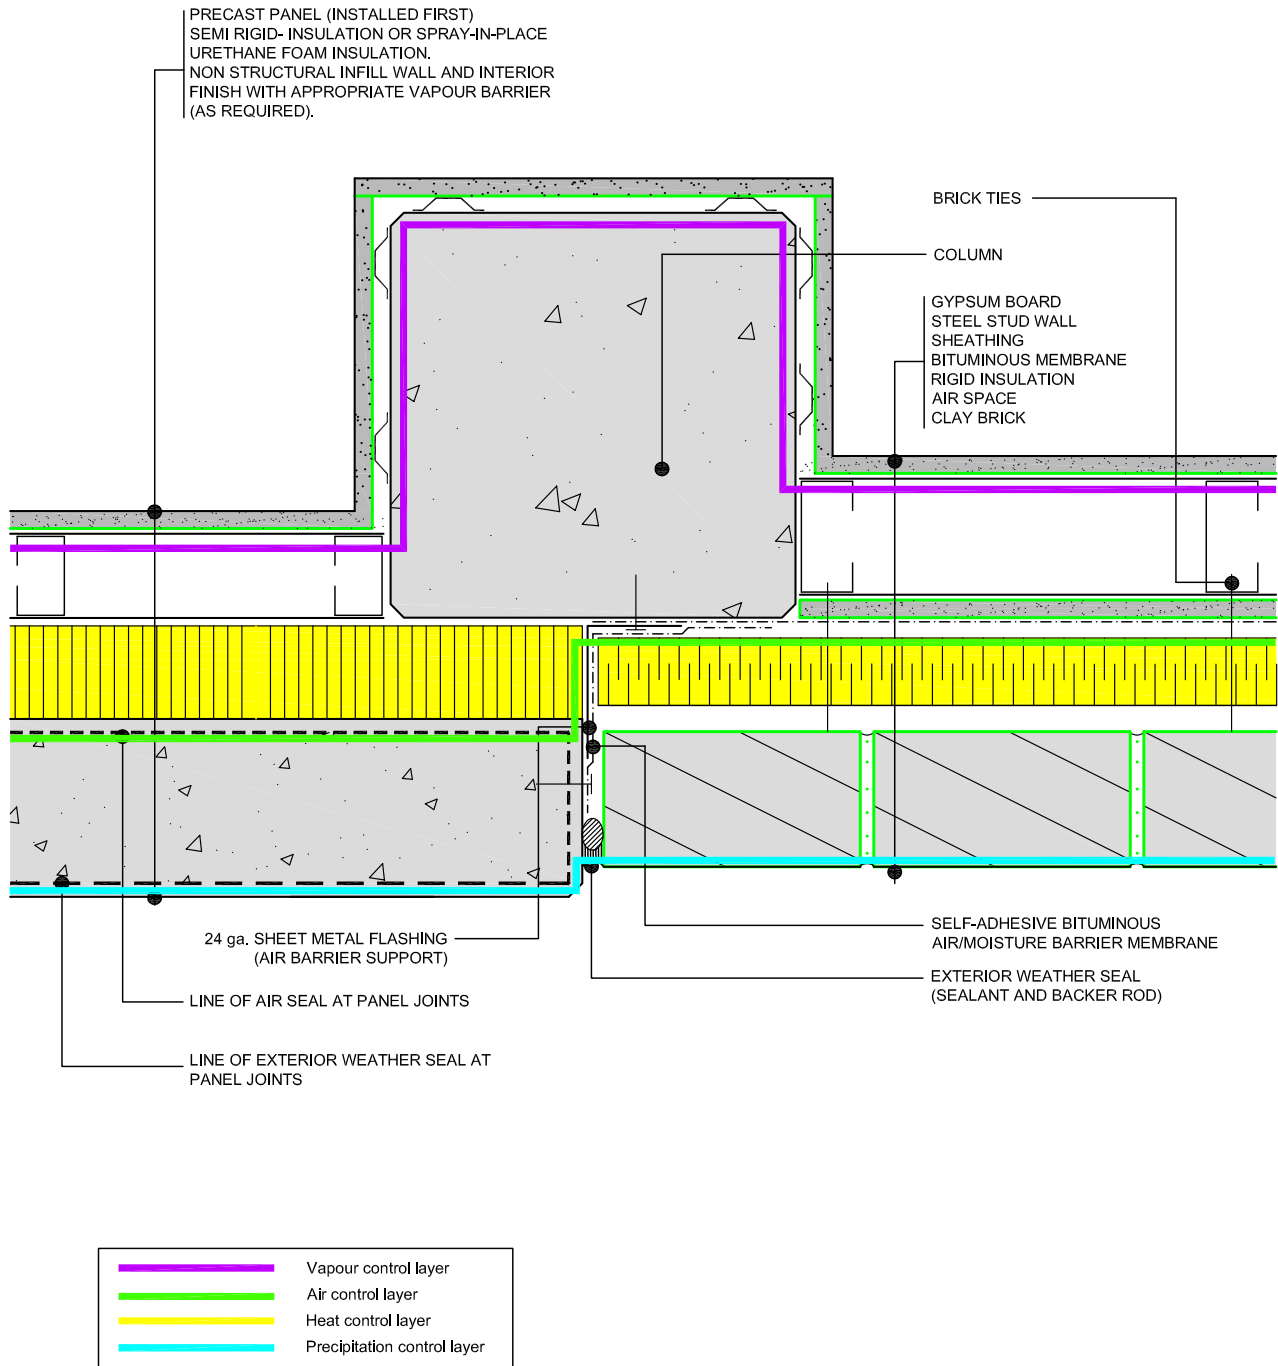 PRECAST PANEL (INSTALLED FIRST)
SEMI RIGID- INSULATION OR SPRAY-IN-PLACE
URETHANE FOAM INSULATION.
NON STRUCTURAL INFILL WALL AND INTERIOR
FINISH WITH APPROPRIATE VAPOUR BARRIER
(AS REQUIRED).
BRICK TIES
COLUMN
GYPSUM BOARD
STEEL STUD WALL
SHEATHING
BITUMINOUS MEMBRANE
RIGID INSULATION
AIR SPACE
CLAY BRICK
24 ga. SHEET METAL FLASHING
(AIR BARRIER SUPPORT)
LINE OF AIR SEAL AT PANEL JOINTS
LINE OF EXTERIOR WEATHER SEAL AT
PANEL JOINTS
SELF-ADHESIVE BITUMINOUS
AIR/MOISTURE BARRIER MEMBRANE
EXTERIOR WEATHER SEAL
(SEALANT AND BACKER ROD)
Vapour control layer
Air control layer
Heat control layer
Precipitation control layer